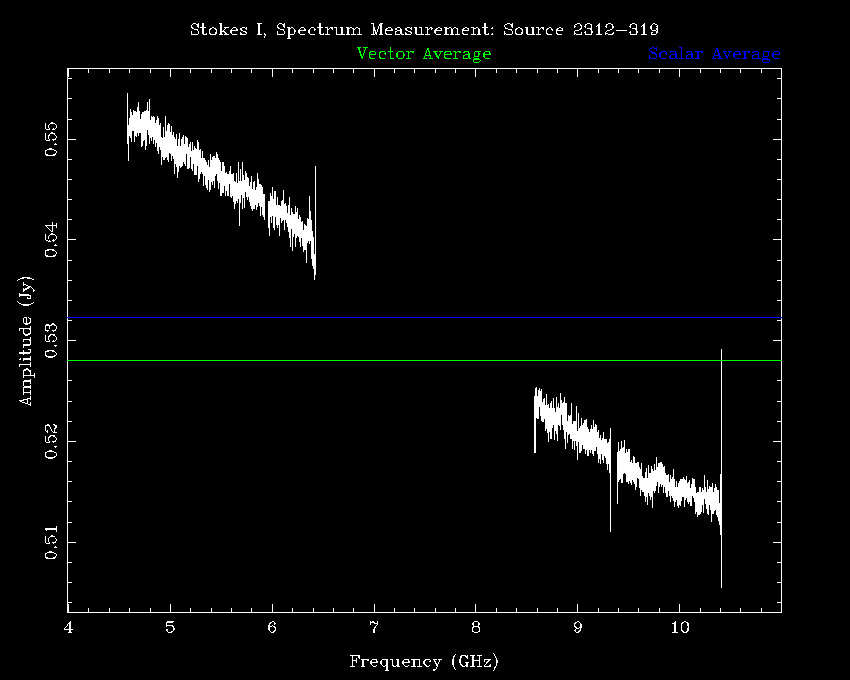 Stokes I, Spectrum Measurement: Source 2312-319
Vector Average Scalar Average
0.55
0.54
0.53
0.52
0.51
Amplitude (Jy)
4 5 6 7 8 9 10
Frequency (GHz)